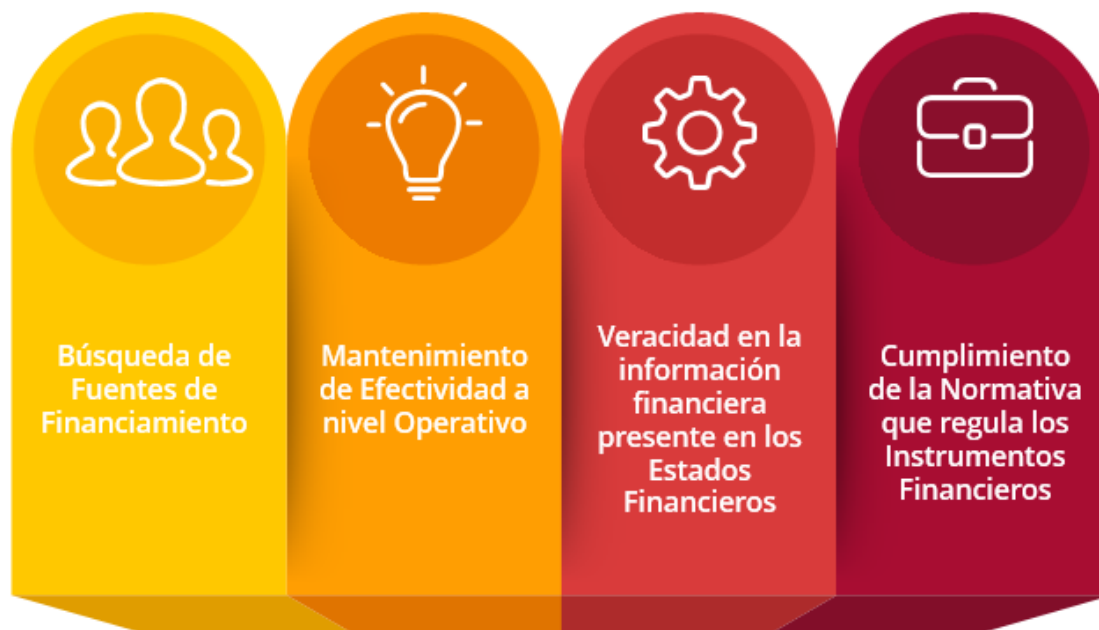 Búsqueda de
Fuentes de
Financiamiento
Mantenimiento
de Efectividad a
nivel Operativo
Veracidad en la
información
financiera
presente en los
Estados
Financieros
Cumplimiento
de la Normativa
que regula los
Instrumentos
Financieros